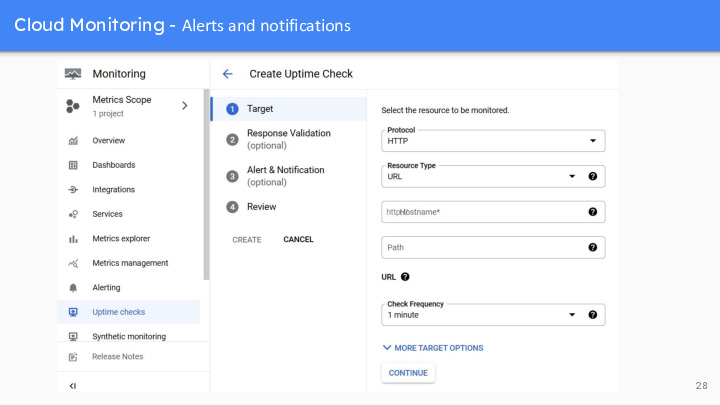 Cloud Monitoring - Alerts and notifications
Monitoring
Metrics Scope
1 project
Overview
Dashboards
Integrations
Services
Metrics explorer
Metrics management
Alerting
Uptime checks
Synthetic monitoring
Release Notes
Create Uptime Check
1 Target
2 Response Validation
(optional)
3 Alert & Notification
(optional)
4 Review
CREATE CANCEL
Select the resource to be monitored.
Protocol
HTTP
Resource Type
URL
Hostname*
Path
URL
Check Frequency
1 minute
MORE TARGET OPTIONS
CONTINUE
28